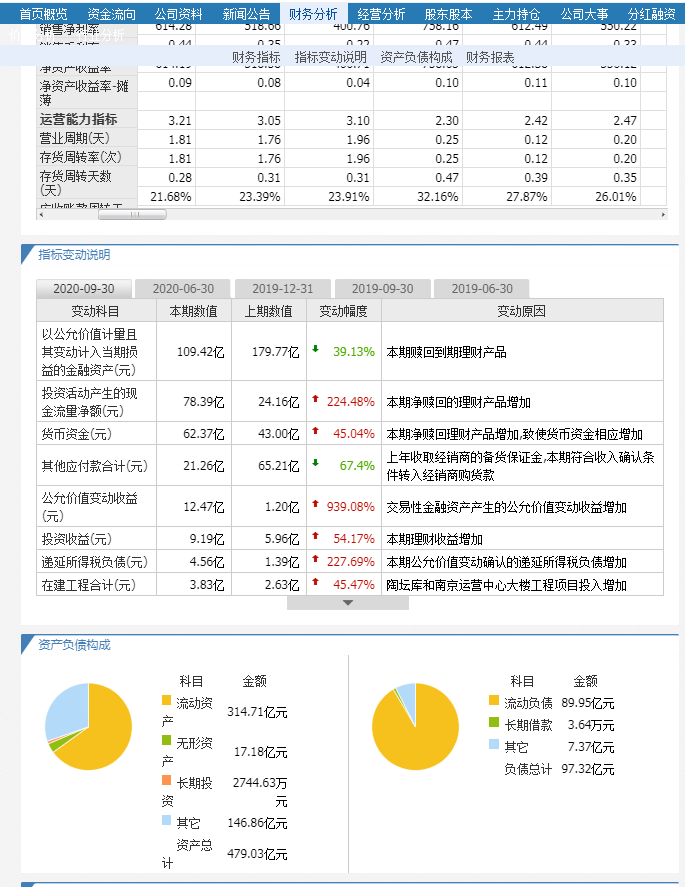 首页概览 资金流向 公司资料 新闻公告 财务分析 经营分析 股东股本 主力持仓 公司大事 分红融资
销售净利率 614.28 518.66 400.76 758.16 612.49 550.22
0.44 0.35 0.22 0.47 0.44 0.33
财务指标 指标变动说明 资产负债构成 财务报表
净资产收益率
净资产收益率-摊薄 0.09 0.08 0.04 0.10 0.11 0.10
运营能力指标 3.21 3.05 3.10 2.30 2.42 2.47
营业周期(天) 1.81 1.76 1.96 0.25 0.12 0.20
存货周转率(次) 1.81 1.76 1.96 0.25 0.12 0.20
存货周转天数(天) 0.28 0.31 0.31 0.47 0.39 0.35
21.68% 23.39% 23.91% 32.16% 27.87% 26.01%
应收账款周转天
指标变动说明
2020-09-30 2020-06-30 2019-12-31 2019-09-30 2019-06-30
变动科目 本期数值 上期数值 变动幅度 变动原因
以公允价值计量且其变动计入当期损益的金融资产(元) 109.42亿 179.77亿 39.13% 本期赎回到期理财产品
投资活动产生的现金流量净额(元) 78.39亿 24.16亿 224.48% 本期净赎回的理财产品增加
货币资金(元) 62.37亿 43.00亿 45.04% 本期净赎回理财产品增加,致使货币资金相应增加
其他应付款合计(元) 21.26亿 65.21亿 67.4% 上年收取经销商的备货保证金,本期符合收入确认条件转入经销商购货款
公允价值变动收益(元) 12.47亿 1.20亿 939.08% 交易性金融资产产生的公允价值变动收益增加
投资收益(元) 9.19亿 5.96亿 54.17% 本期理财收益增加
递延所得税负债(元) 4.56亿 1.39亿 227.69% 本期公允价值变动确认的递延所得税负债增加
在建工程合计(元) 3.83亿 2.63亿 45.47% 陶坛库和南京运营中心大楼工程项目投入增加
资产负债构成
科目 金额
流动资产 314.71亿元
无形资产 17.18亿元
长期投资 2744.63万元
其它 146.86亿元
资产总计 479.03亿元
科目 金额
流动负债 89.95亿元
长期借款 3.64万元
其它 7.37亿元
负债总计 97.32亿元